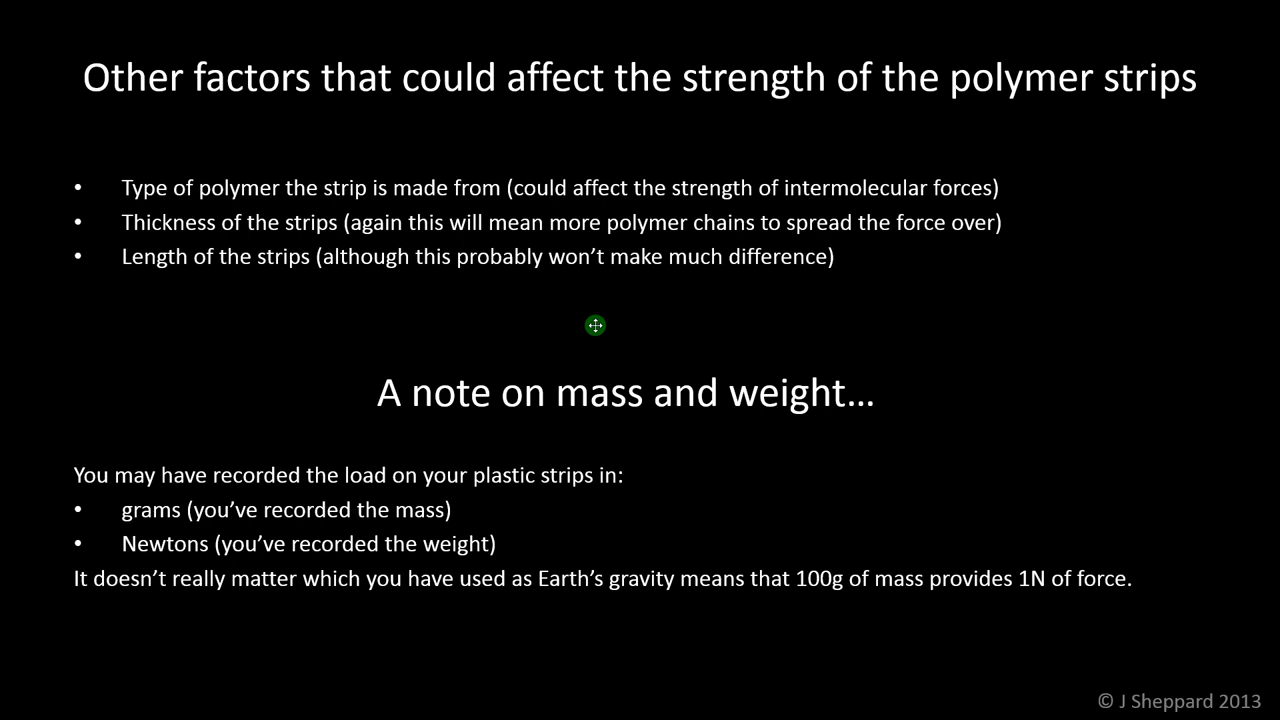 Other factors that could affect the strength of the polymer strips
• Type of polymer the strip is made from (could affect the strength of intermolecular forces)
• Thickness of the strips (again this will mean more polymer chains to spread the force over)
• Length of the strips (although this probably won’t make much difference)
A note on mass and weight…
You may have recorded the load on your plastic strips in:
• grams (you’ve recorded the mass)
• Newtons (you’ve recorded the weight)
It doesn’t really matter which you have used as Earth’s gravity means that 100g of mass provides 1N of force.
© J Sheppard 2013